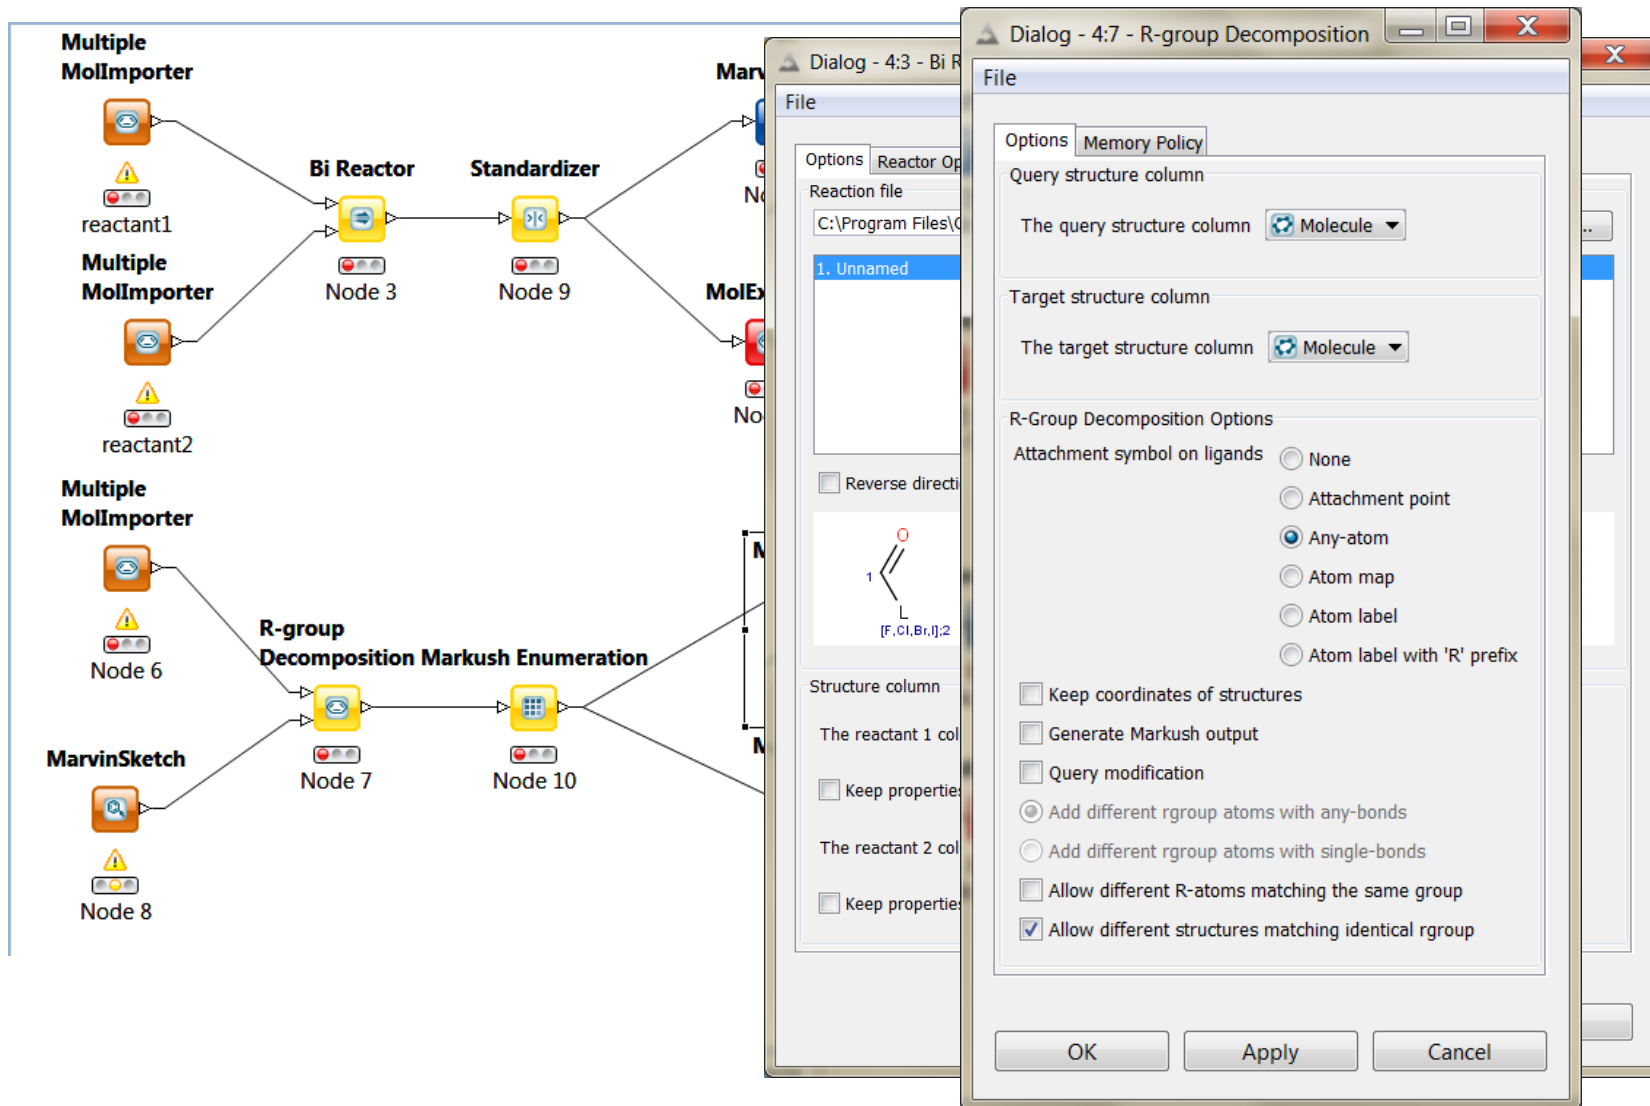 Multiple
MolImporter
reactant1
Bi Reactor
Node 3
Standardizer
Node 9
Multiple
MolImporter
reactant2
Multiple
MolImporter
Node 6
R-group
Decomposition
Node 7
Markush Enumeration
Node 10
MarvinSketch
Node 8
Dialog - 4:3 - Bi
File
Options
Reaction file
C:\Program Files\
1. Unnamed
..
Reverse
O
1
L
[F,Cl,Br,I];2
Structure column
The reactant 1
Keep
The reactant 2
Keep
Dialog - 4:7 - R-group Decomposition
File
Options
Memory Policy
Query structure column
The query structure column
Molecule
Target structure column
The target structure column
Molecule
R-Group Decomposition Options
Attachment symbol on ligands
None
Attachment point
Any-atom
Atom map
Atom label
Atom label with 'R' prefix
Keep coordinates of structures
Generate Markush output
Query modification
Add different rgroup atoms with any-bonds
Add different rgroup atoms with single-bonds
Allow different R-atoms matching the same group
Allow different structures matching identical rgroup
OK
Apply
Cancel